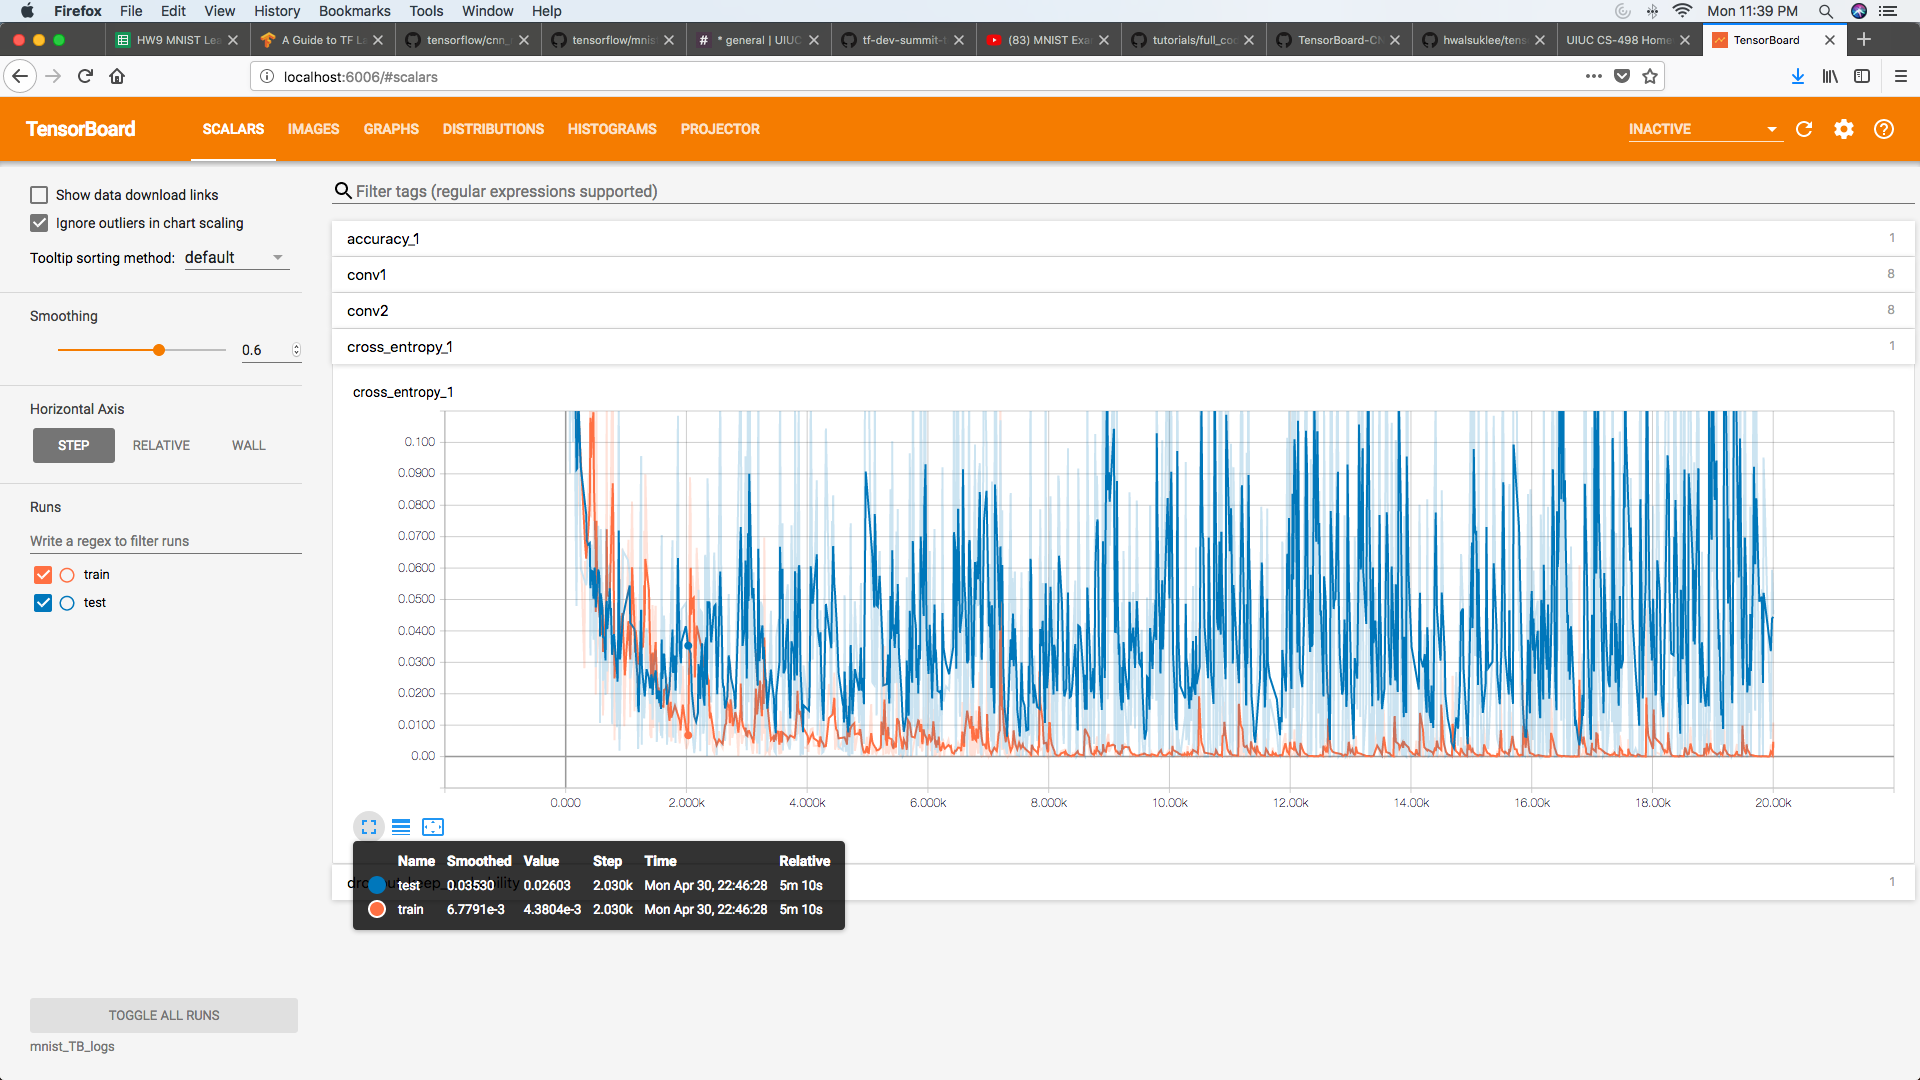 Firefox File Edit View History Bookmarks Tools Window Help Mon 11:39 PM
HW9 MNIST Le A Guide to TF La tensorflow/cnn_ tensorflow/mnis # * general | UIUC tf-dev-summit- (83) MNIST Exa tutorials/full_co TensorBoard-CN hwalsuklee/tens UIUC CS-498 Home TensorBoard
localhost:6006/#scalars
TensorBoard SCALARS IMAGES GRAPHS DISTRIBUTIONS HISTOGRAMS PROJECTOR INACTIVE
Show data download links
Ignore outliers in chart scaling
Tooltip sorting method: default
Smoothing
0.6
Horizontal Axis
STEP RELATIVE WALL
Runs
Write a regex to filter runs
train
test
TOGGLE ALL RUNS
mnist_TB_logs
Filter tags (regular expressions supported)
accuracy_1 1
conv1 8
conv2 8
cross_entropy_1 1
cross_entropy_1
0.100
0.0900
0.0800
0.0700
0.0600
0.0500
0.0400
0.0300
0.0200
0.0100
0.00
0.000 2.000k 4.000k 6.000k 8.000k 10.00k 12.00k 14.00k 16.00k 18.00k 20.00k
Name Smoothed Value Step Time Relative
test 0.03530 0.02603 2.030k Mon Apr 30, 22:46:28 5m 10s
train 6.7791e-3 4.3804e-3 2.030k Mon Apr 30, 22:46:28 5m 10s
1